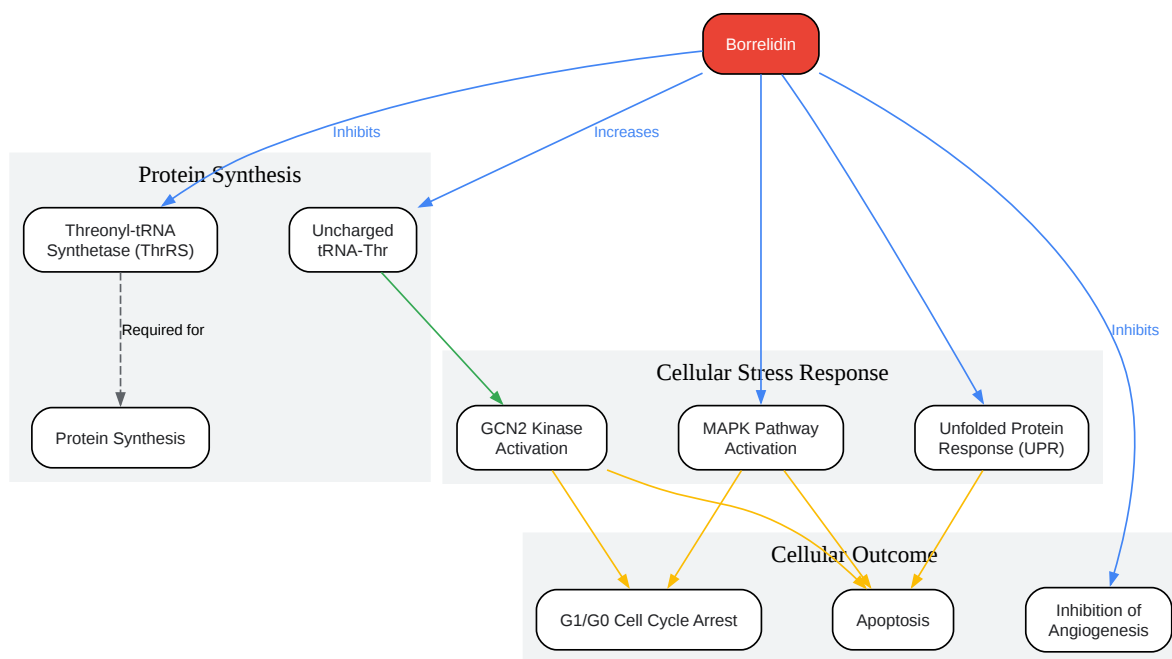 Borrelidin
Inhibits
Increases
Protein Synthesis
Threonyl-tRNA
Synthetase (ThrRS)
Uncharged
tRNA-Thr
Required for
Inhibits
Cellular Stress Response
Protein Synthesis
GCN2 Kinase
Activation
MAPK Pathway
Activation
Unfolded Protein
Response (UPR)
Cellular Outcome
G1/G0 Cell Cycle Arrest
Apoptosis
Inhibition of
Angiogenesis